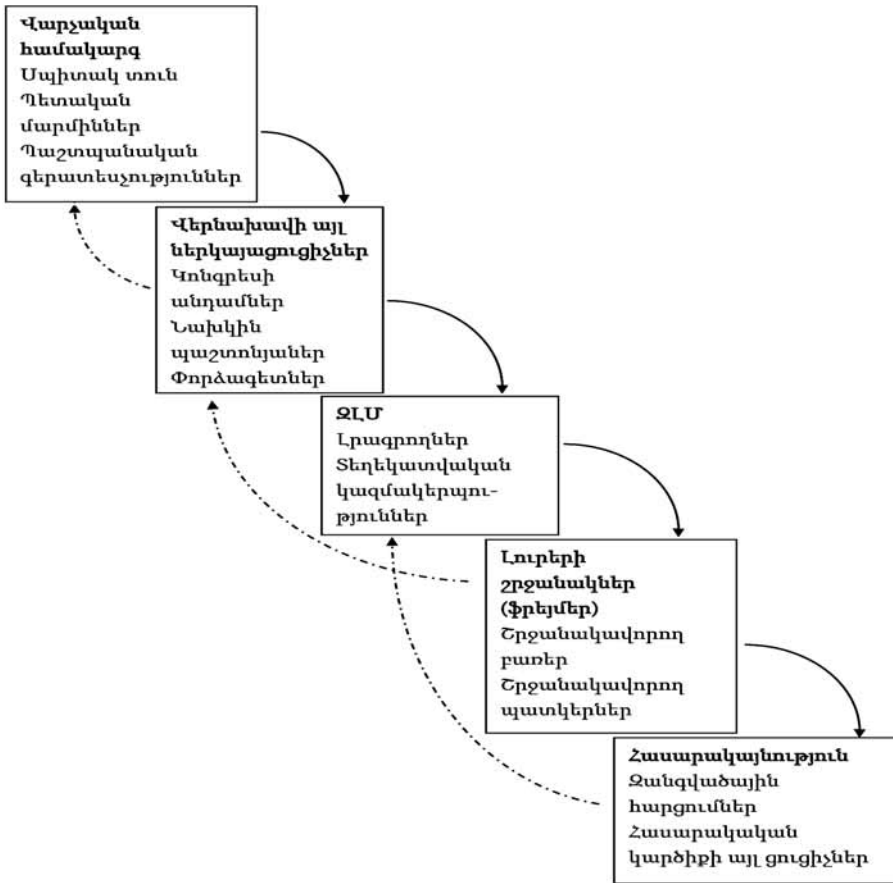 Վարչական
համակարգ
Սպիտակ տուն
Պետական
մարմիններ
Պաշտպանական
գերատեսչություններ
Վերնախավի այլ
ներկայացուցիչներ
Կոնգրեսի
անդամներ
Նախկին
պաշտոնյաներ
Փորձագետներ
ԶԼՄ
Լրագրողներ
Տեղեկատվական
կազմակերպու-
թյուններ
Լուրերի
շրջանակներ
(ֆրեյմեր)
Շրջանակավորող
բառեր
Շրջանակավորող
պատկերներ
Հասարակայնություն
Զանգվածային
հարցումներ
Հասարակական
կարծիքի այլ ցուցիչներ